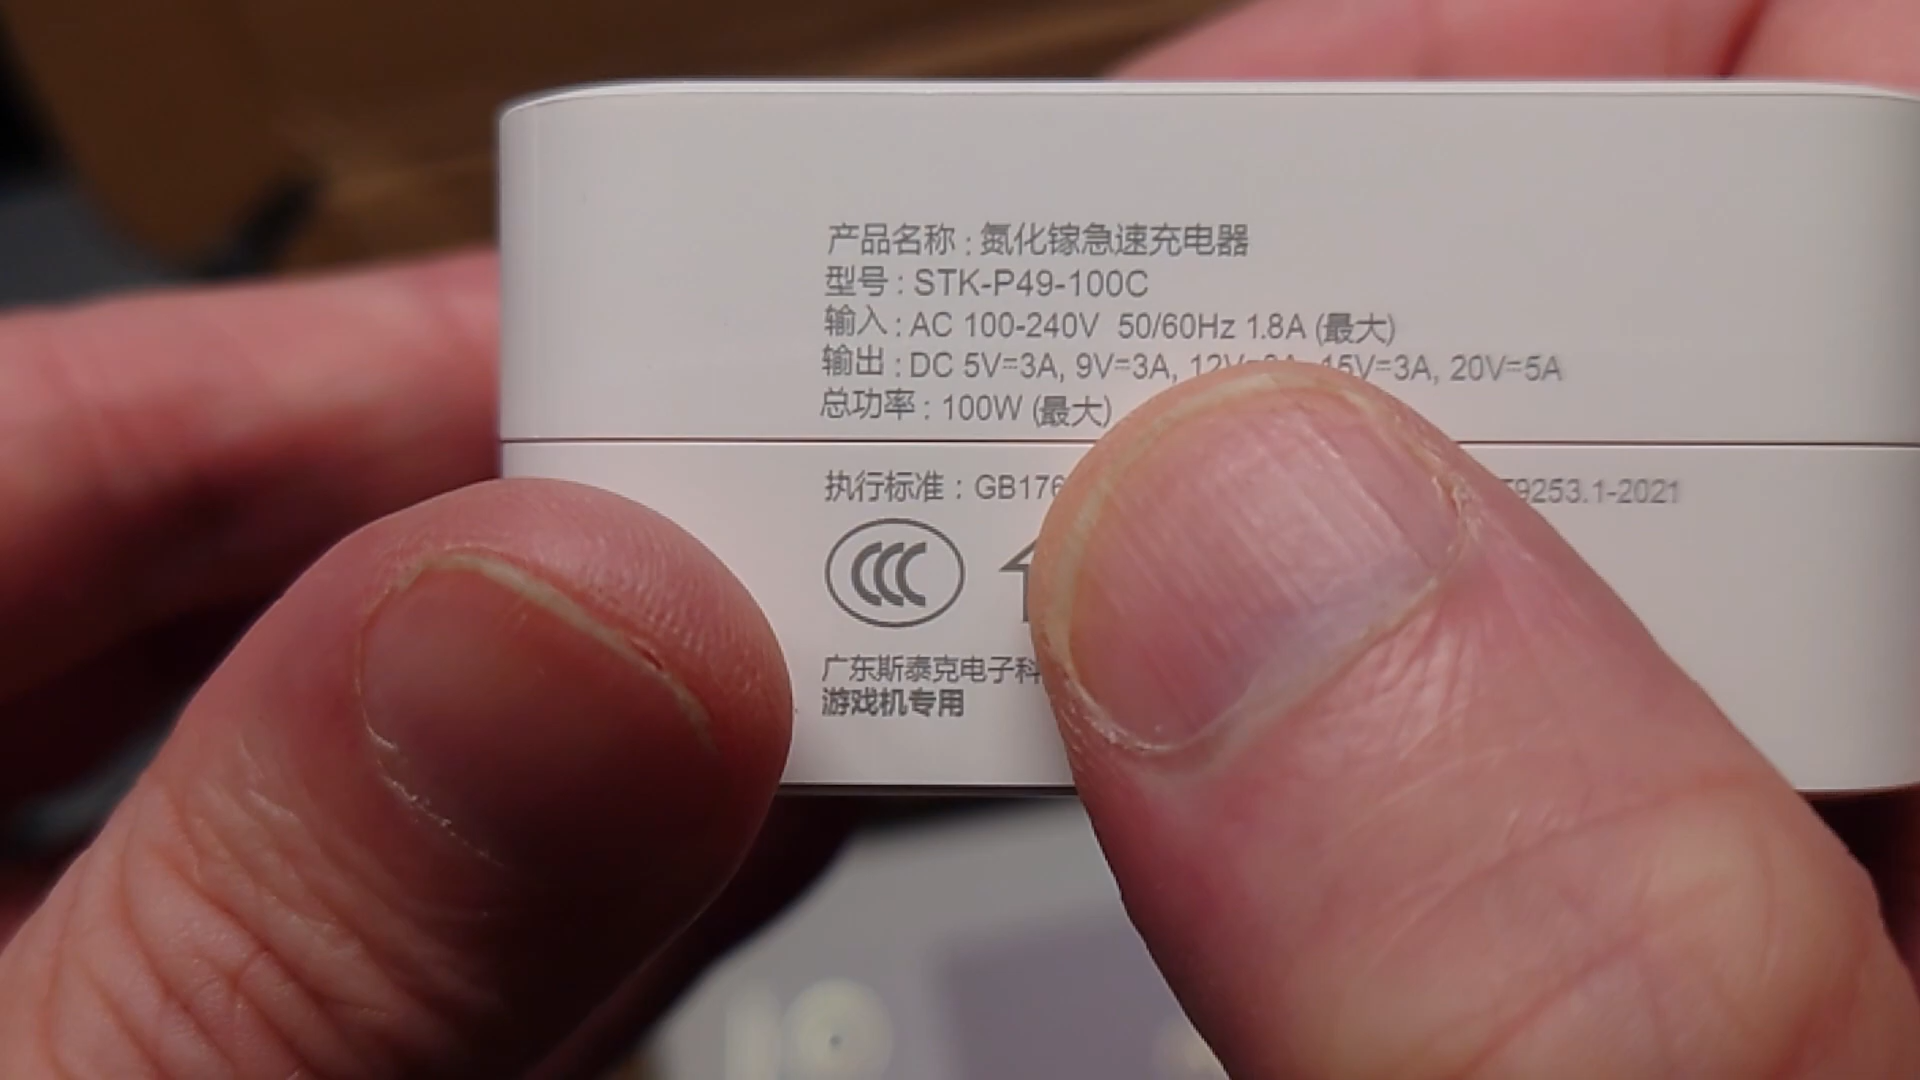 产品名称 : 氮化镓急速充电器
型号 : STK-P49-100C
输入 : AC 100-240V 50/60Hz 1.8A (最大)
输出 : DC 5V=3A, 9V=3A, 15V=3A, 20V=5A
总功率 : 100W (最大)
执行标准 : GB176 9253.1-2021
CCC
广东斯泰克电子科
游戏机专用